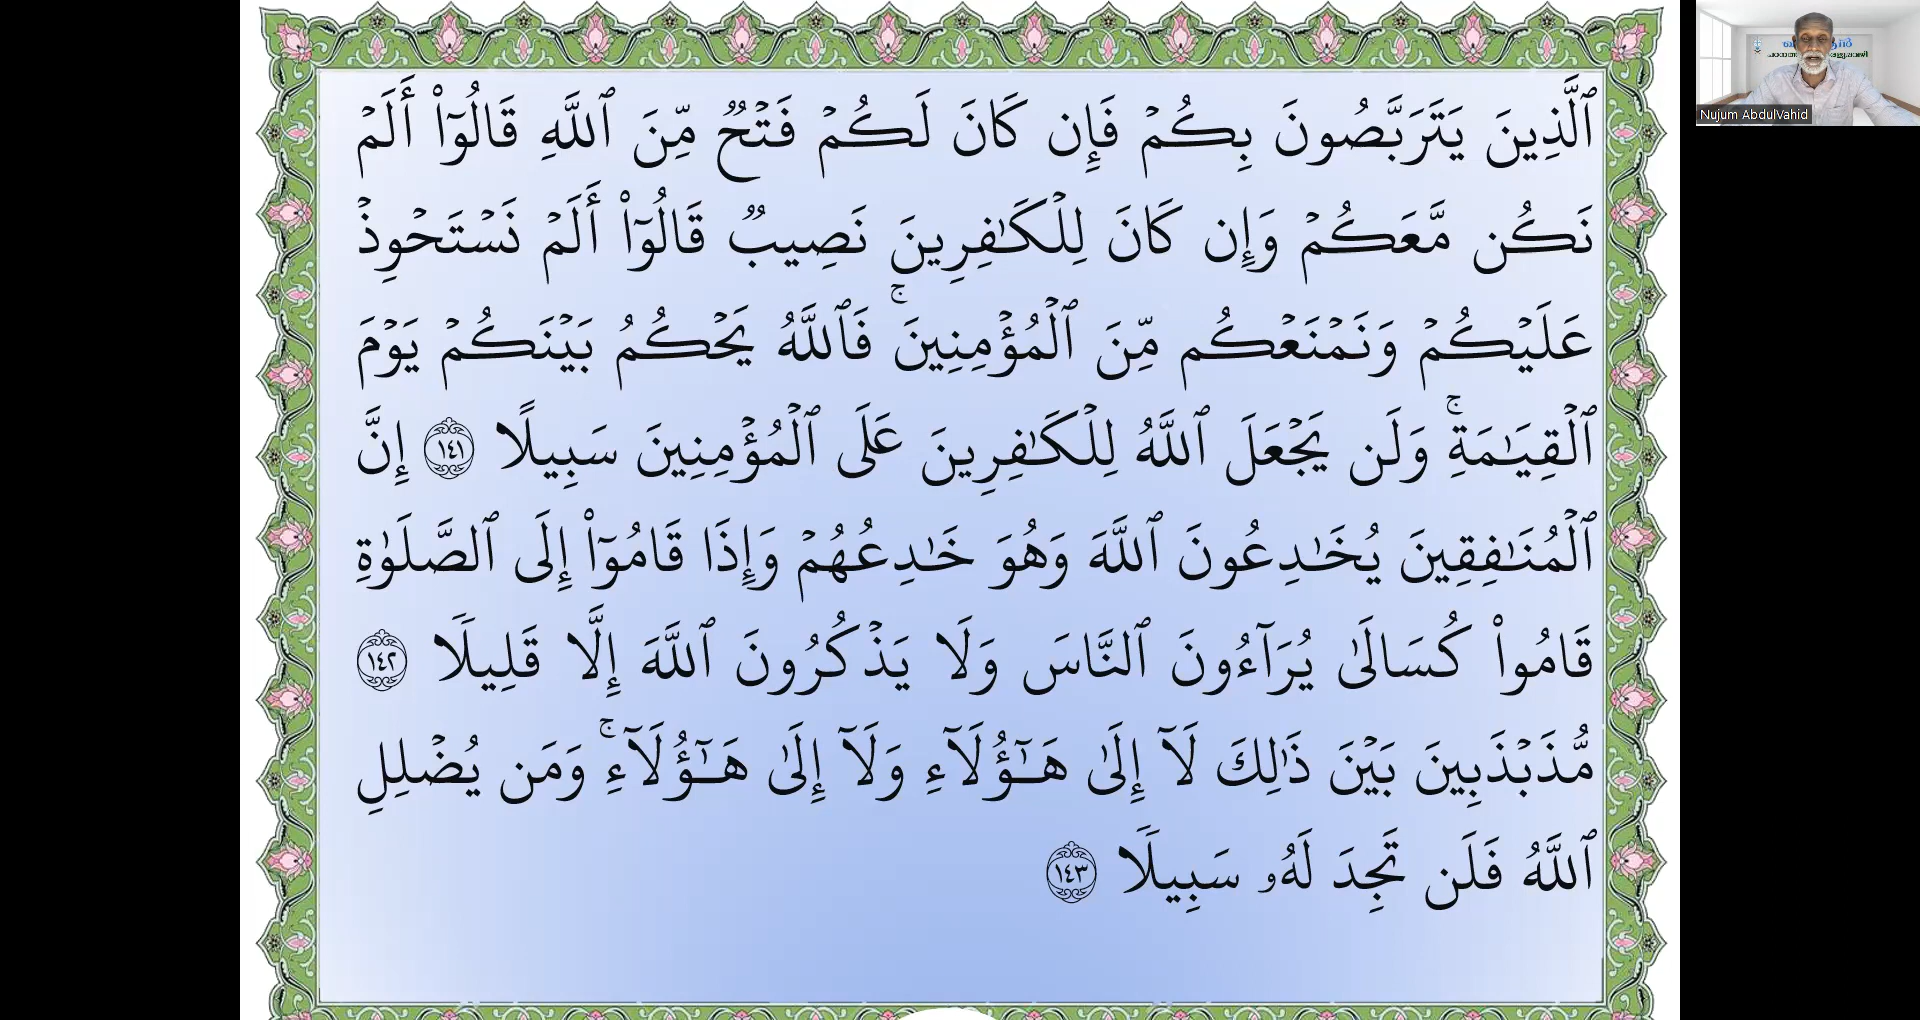 ٱلَّذِينَ يَتَرَبَّصُونَ بِكُمۡ فَإِن كَانَ لَكُمۡ فَتۡحٞ مِّنَ ٱللَّهِ قَالُوٓاْ أَلَمۡ
نَكُن مَّعَكُمۡ وَإِن كَانَ لِلۡكَٰفِرِينَ نَصِيبٞ قَالُوٓاْ أَلَمۡ نَسۡتَحۡوِذۡ
عَلَيۡكُمۡ وَنَمۡنَعۡكُم مِّنَ ٱلۡمُؤۡمِنِينَۚ فَٱللَّهُ يَحۡكُمُ بَيۡنَكُمۡ يَوۡمَ
ٱلۡقِيَٰمَةِۚ وَلَن يَجۡعَلَ ٱللَّهُ لِلۡكَٰفِرِينَ عَلَى ٱلۡمُؤۡمِنِينَ سَبِيلًا ١٤١ إِنَّ
ٱلۡمُنَٰفِقِينَ يُخَٰدِعُونَ ٱللَّهَ وَهُوَ خَٰدِعُهُمۡ وَإِذَا قَامُوٓاْ إِلَى ٱلصَّلَوٰةِ
قَامُواْ كُسَالَىٰ يُرَآءُونَ ٱلنَّاسَ وَلَا يَذۡكُرُونَ ٱللَّهَ إِلَّا قَلِيلٗا ١٤٢
مُّذَبۡذَبِينَ بَيۡنَ ذَٰلِكَ لَآ إِلَىٰ هَٰٓؤُلَآءِ وَلَآ إِلَىٰ هَٰٓؤُلَآءِۚ وَمَن يُضۡلِلِ
ٱللَّهُ فَلَن تَجِدَ لَهُۥ سَبِيلٗا ١٤٣
Nujum AbdulVahid